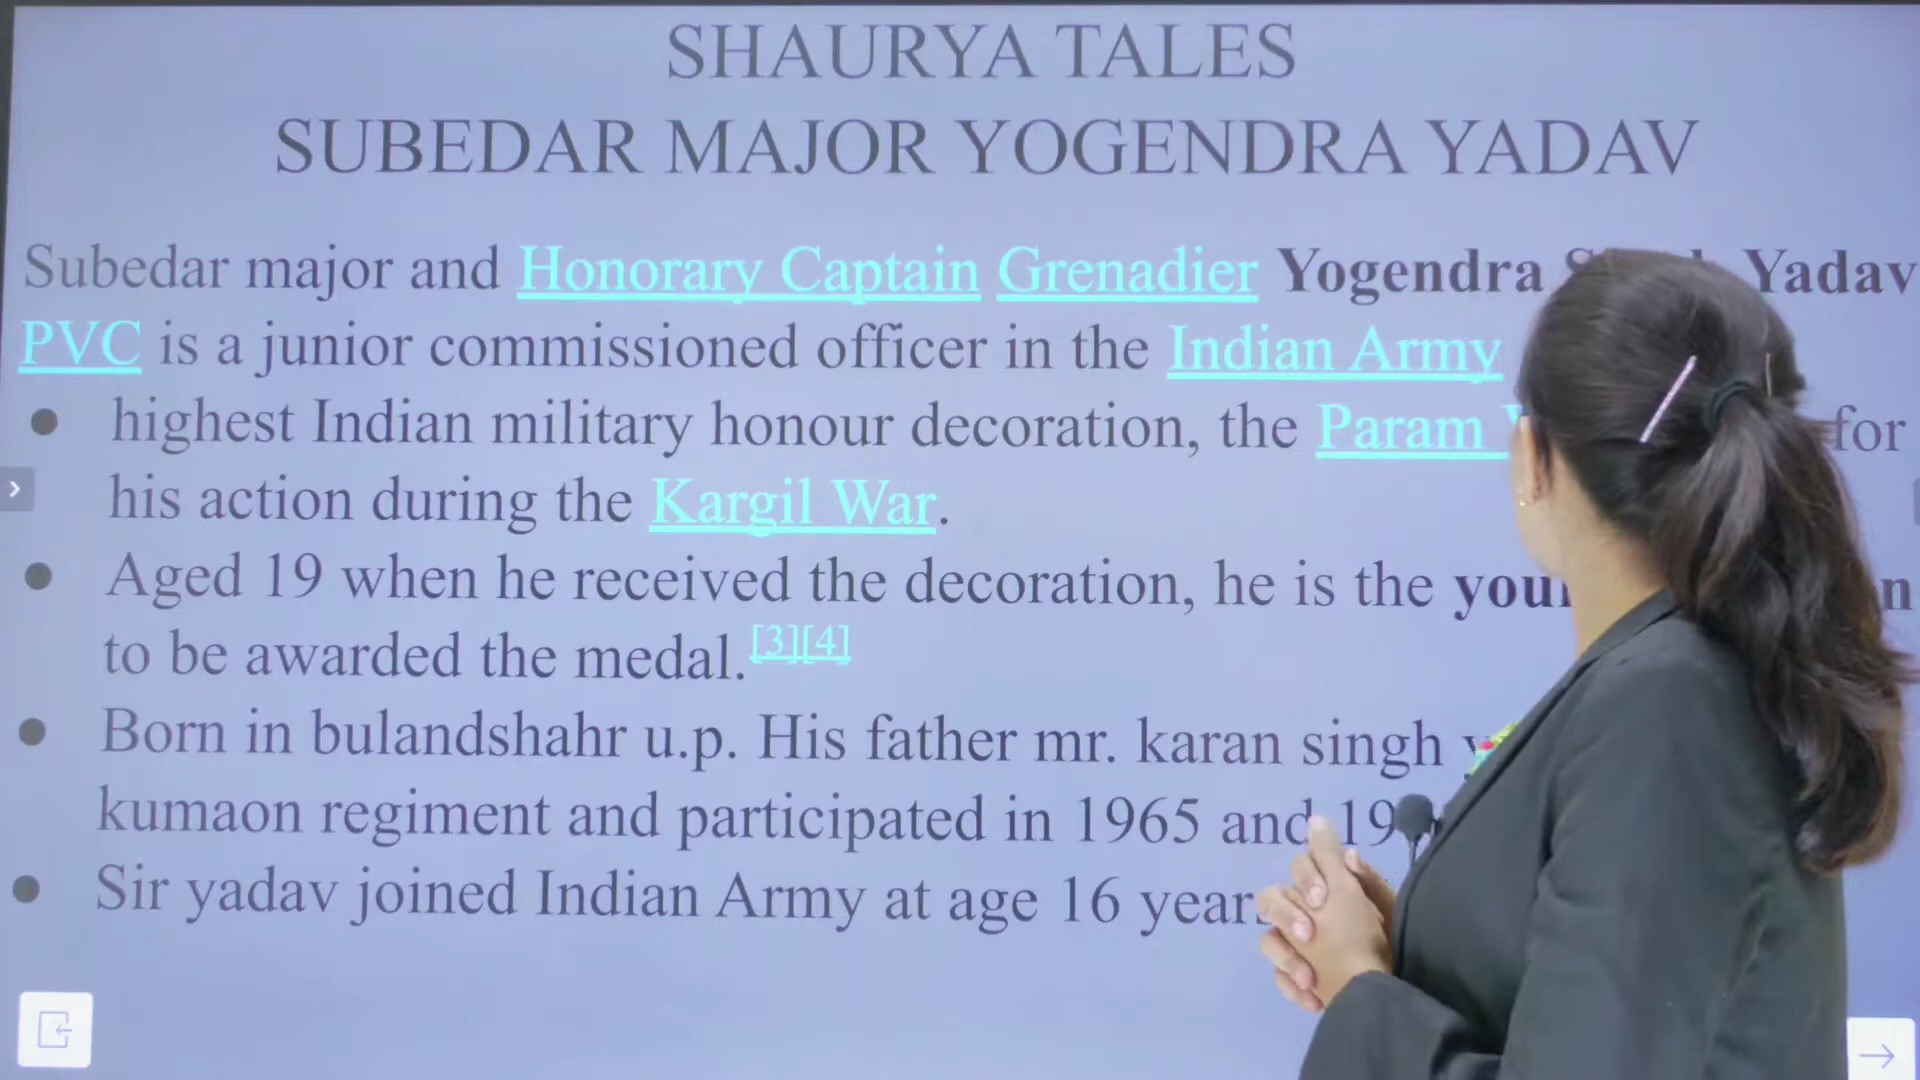 SHAURYA TALES
SUBEDAR MAJOR YOGENDRA YADAV
Subedar major and Honorary Captain Grenadier Yogendra Yadav
PVC is a junior commissioned officer in the Indian Army
● highest Indian military honour decoration, the Param for
his action during the Kargil War.
● Aged 19 when he received the decoration, he is the
to be awarded the medal.[3][4]
● Born in bulandshahr u.p. His father mr. karan singh
kumaon regiment and participated in 1965 and
● Sir yadav joined Indian Army at age 16